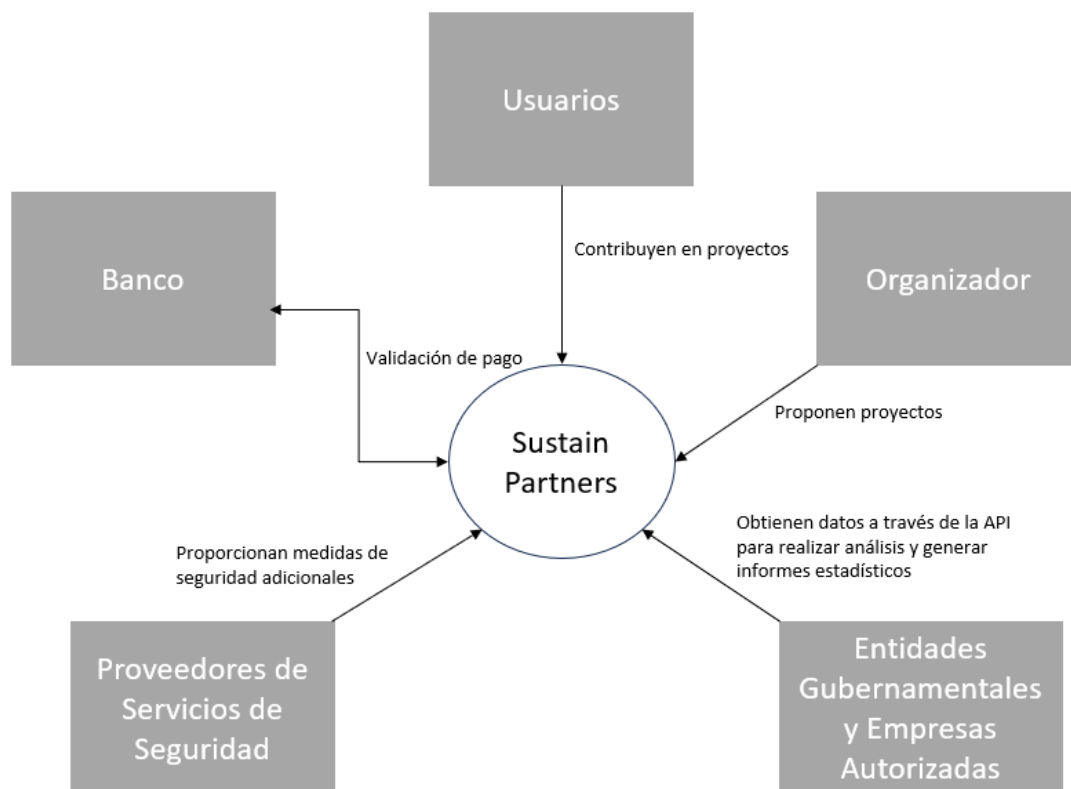 Usuarios
Contribuyen en proyectos
Banco
Organizador
Validación de pago
Proponen proyectos
Sustain
Partners
Obtienen datos a través de la API
para realizar análisis y generar
informes estadísticos
Proporcionan medidas de
seguridad adicionales
Proveedores de
Servicios de
Seguridad
Entidades
Gubernamentales
y Empresas
Autorizadas